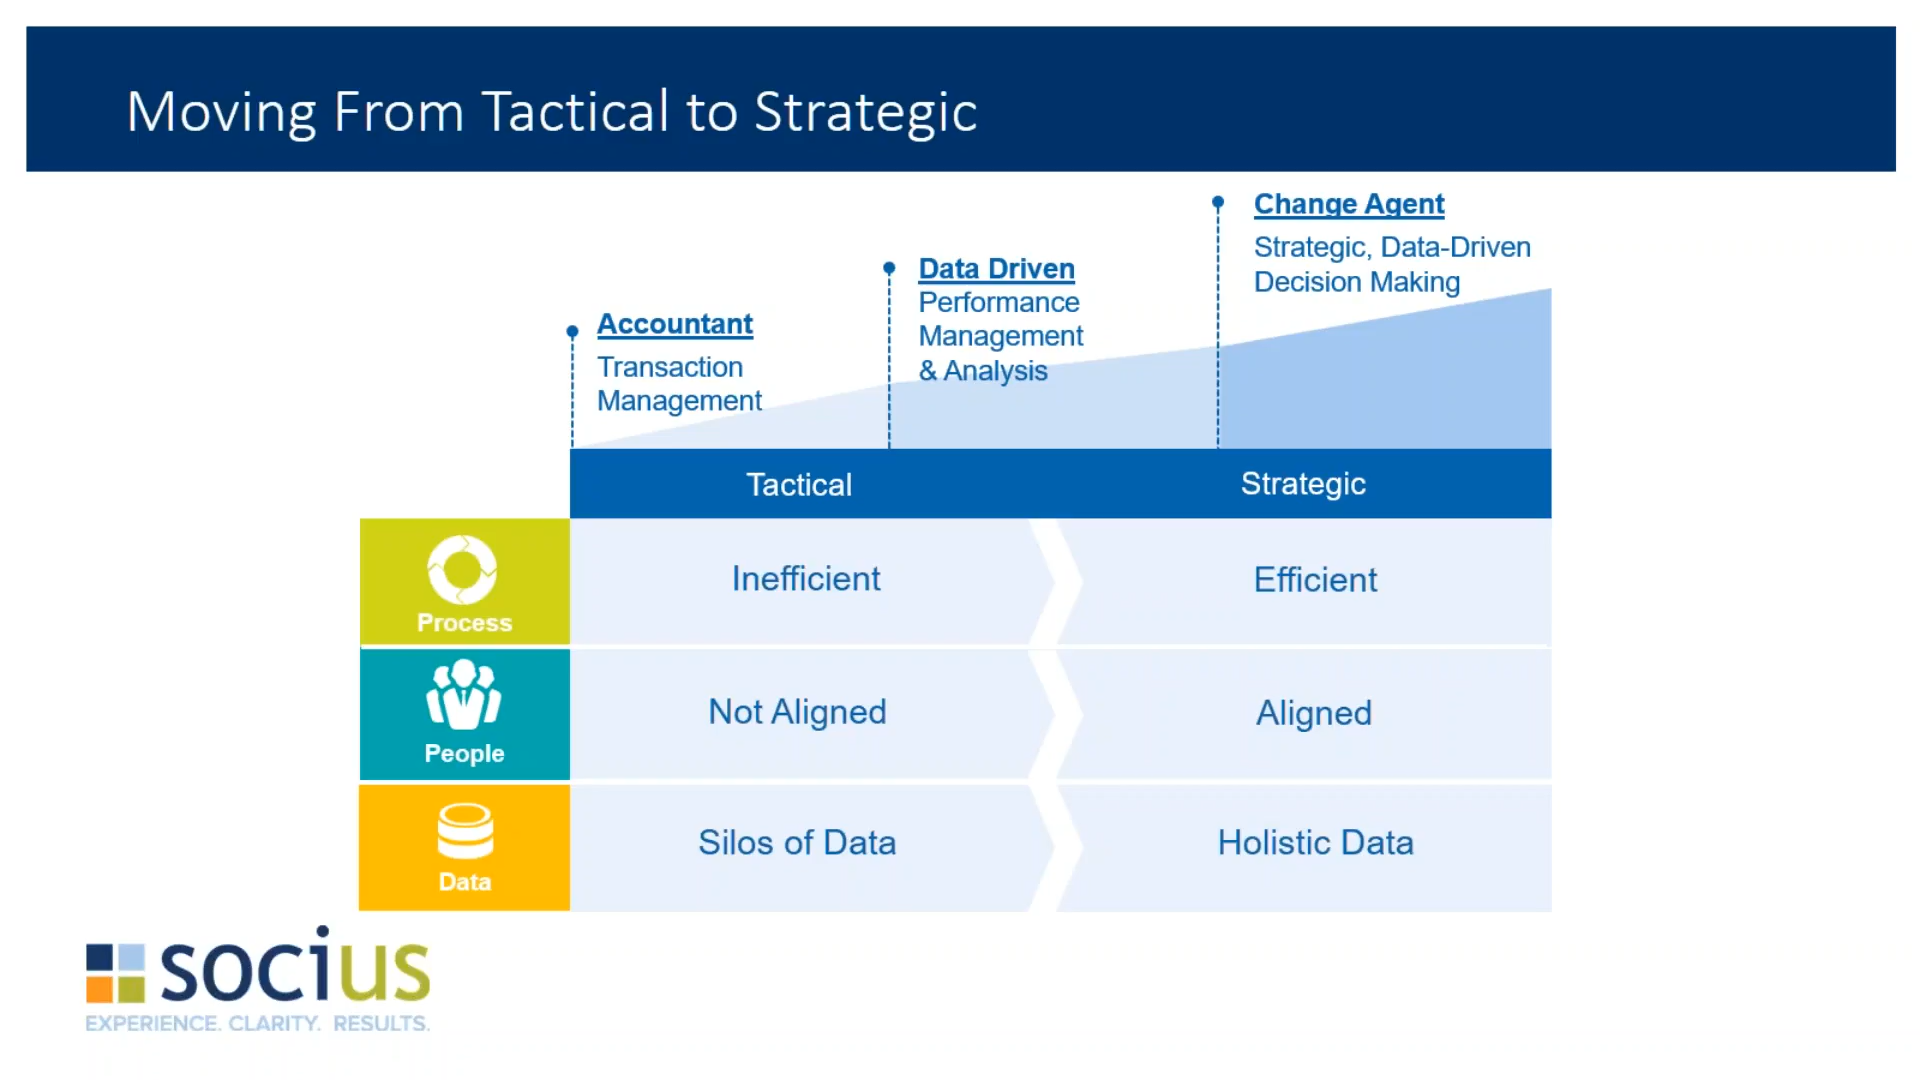 Moving From Tactical to Strategic
Change Agent
Strategic, Data-Driven
Decision Making
Data Driven
Performance
Management
& Analysis
Accountant
Transaction
Management
Tactical
Strategic
Process
Inefficient
Efficient
People
Not Aligned
Aligned
Data
Silos of Data
Holistic Data
socius
EXPERIENCE. CLARITY. RESULTS.